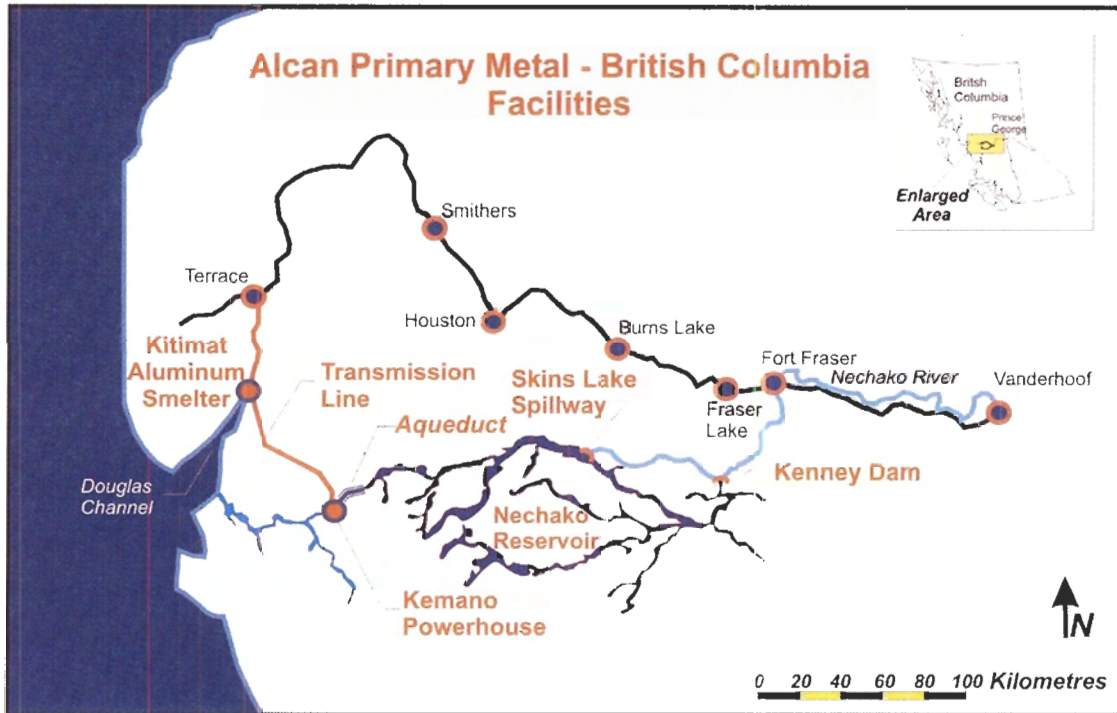 Alcan Primary Metal - British Columbia
Facilities
British
Columbia
Prince
George
Enlarged
Area
Smithers
Terrace
Houston
Burns Lake
Kitimat
Aluminum
Smelter
Transmission
Line
Skins Lake
Spillway
Fort Fraser
Nechako River
Vanderhoof
Fraser
Lake
Aqueduct
Kenney Dam
Douglas
Channel
Nechako
Reservoir
Kemano
Powerhouse
N
0 20 40 60 80 100 Kilometres